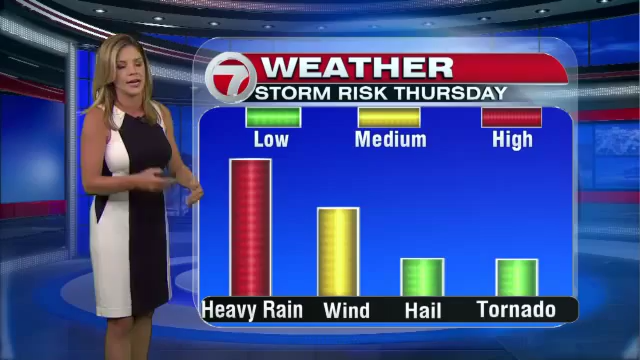 7 WEATHER
STORM RISK THURSDAY
Low Medium High
Heavy Rain Wind Hail Tornado